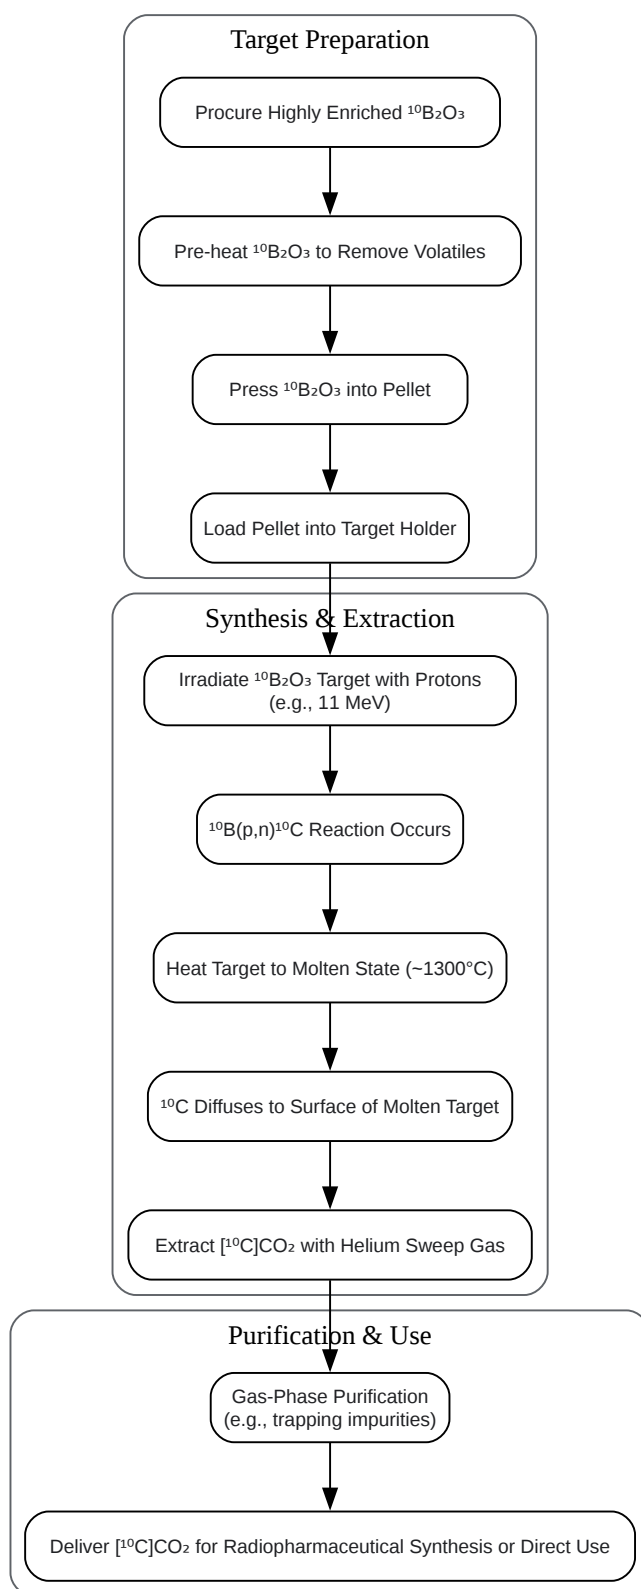 Target Preparation
Procure Highly Enriched ¹⁰B₂O₃
Pre-heat ¹⁰B₂O₃ to Remove Volatiles
Press ¹⁰B₂O₃ into Pellet
Load Pellet into Target Holder
Synthesis & Extraction
Irradiate ¹⁰B₂O₃ Target with Protons
(e.g., 11 MeV)
¹⁰B(p,n)¹⁰C Reaction Occurs
Heat Target to Molten State (~1300°C)
¹⁰C Diffuses to Surface of Molten Target
Extract [¹⁰C]CO₂ with Helium Sweep Gas
Purification & Use
Gas-Phase Purification
(e.g., trapping impurities)
Deliver [¹⁰C]CO₂ for Radiopharmaceutical Synthesis or Direct Use